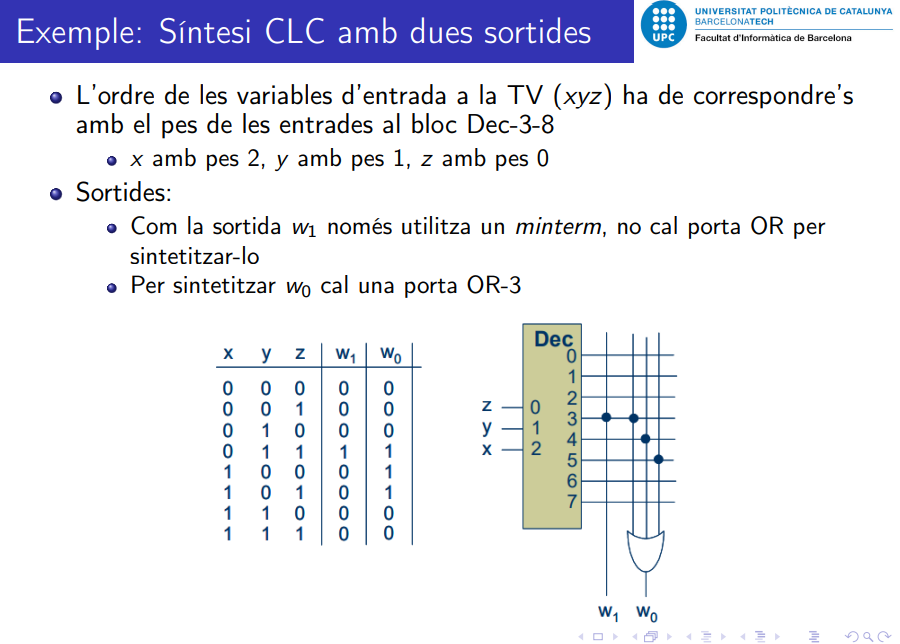 Exemple: Síntesi CLC amb dues sortides
UNIVERSITAT POLITÈCNICA DE CATALUNYA
BARCELONATECH
Facultat d'Informàtica de Barcelona
UPC
L'ordre de les variables d'entrada a la TV (xyz) ha de correspondre's
amb el pes de les entrades al bloc Dec-3-8
x amb pes 2, y amb pes 1, z amb pes 0
Sortides:
Com la sortida w1 només utilitza un minterm, no cal porta OR per
sintetitzar-lo
Per sintetitzar w0 cal una porta OR-3
x y z w1 w0
0 0 0 0 0
0 0 1 0 0
0 1 0 0 0
0 1 1 1 1
1 0 0 0 1
1 0 1 0 1
1 1 0 0 0
1 1 1 0 0
Dec
0
1
2
3
4
5
6
7
z 0
y 1
x 2
w1 w0